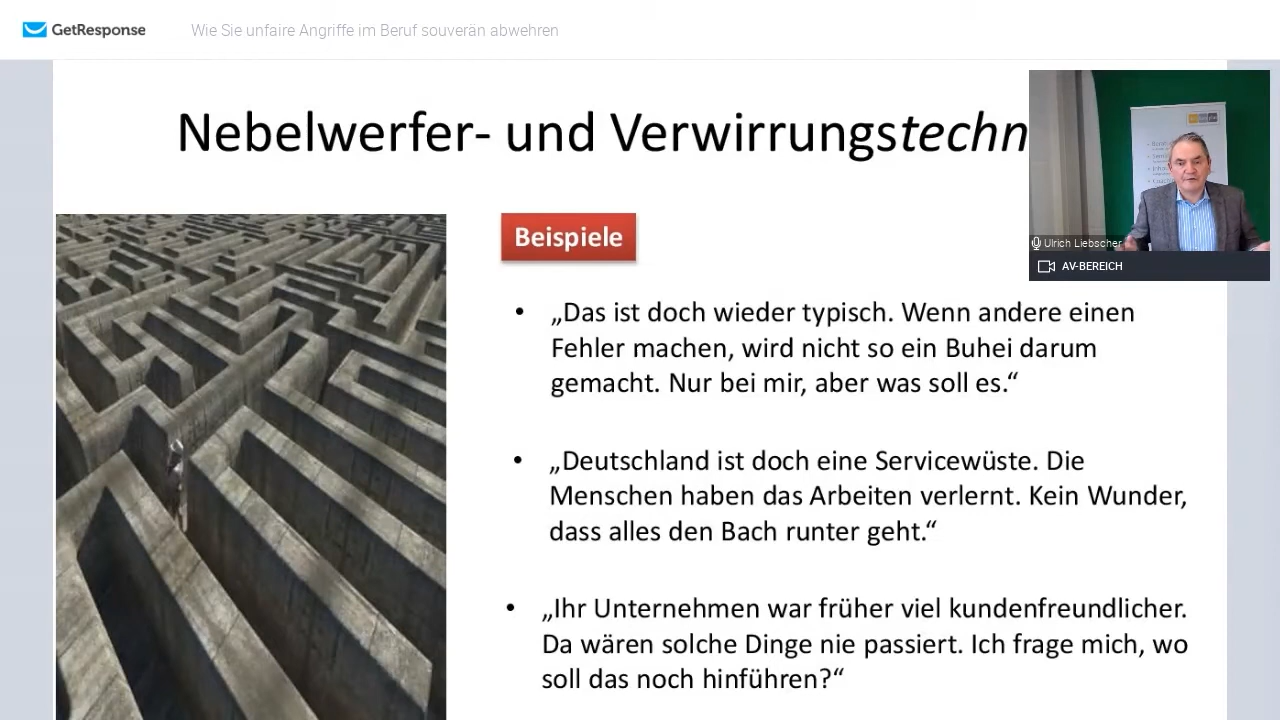 GetResponse
Wie Sie unfaire Angriffe im Beruf souverän abwehren
Nebelwerfer- und Verwirrungstechn
Ulrich Liebscher
AV-BEREICH
Beispiele
• „Das ist doch wieder typisch. Wenn andere einen
Fehler machen, wird nicht so ein Buhei darum
gemacht. Nur bei mir, aber was soll es.“
• „Deutschland ist doch eine Servicewüste. Die
Menschen haben das Arbeiten verlernt. Kein Wunder,
dass alles den Bach runter geht.“
• „Ihr Unternehmen war früher viel kundenfreundlicher.
Da wären solche Dinge nie passiert. Ich frage mich, wo
soll das noch hinführen?“